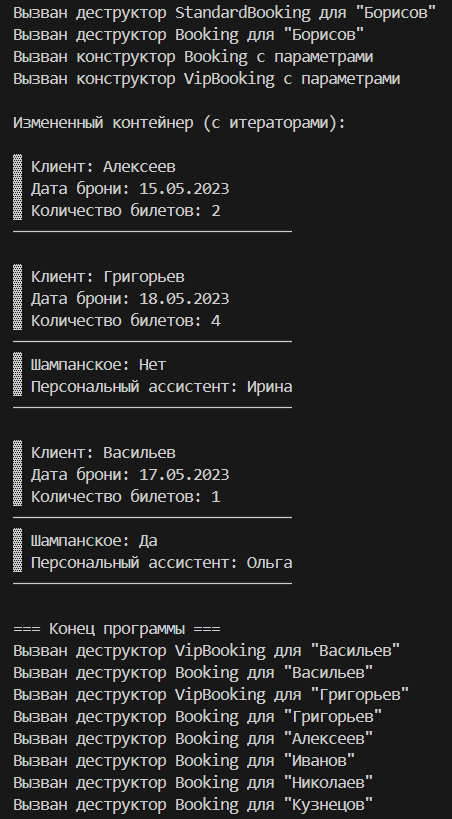 Вызван деструктор StandardBooking для "Борисов"
Вызван деструктор Booking для "Борисов"
Вызван конструктор Booking с параметрами
Вызван конструктор VipBooking с параметрами
Измененный контейнер (с итераторами):
▒ Клиент: Алексеев
▒ Дата брони: 15.05.2023
▒ Количество билетов: 2
───────────────────────────────
▒ Клиент: Григорьев
▒ Дата брони: 18.05.2023
▒ Количество билетов: 4
───────────────────────────────
▒ Шампанское: Нет
▒ Персональный ассистент: Ирина
───────────────────────────────
▒ Клиент: Васильев
▒ Дата брони: 17.05.2023
▒ Количество билетов: 1
───────────────────────────────
▒ Шампанское: Да
▒ Персональный ассистент: Ольга
───────────────────────────────
=== Конец программы ===
Вызван деструктор VipBooking для "Васильев"
Вызван деструктор Booking для "Васильев"
Вызван деструктор VipBooking для "Григорьев"
Вызван деструктор Booking для "Григорьев"
Вызван деструктор Booking для "Алексеев"
Вызван деструктор Booking для "Иванов"
Вызван деструктор Booking для "Николаев"
Вызван деструктор Booking для "Кузнецов"